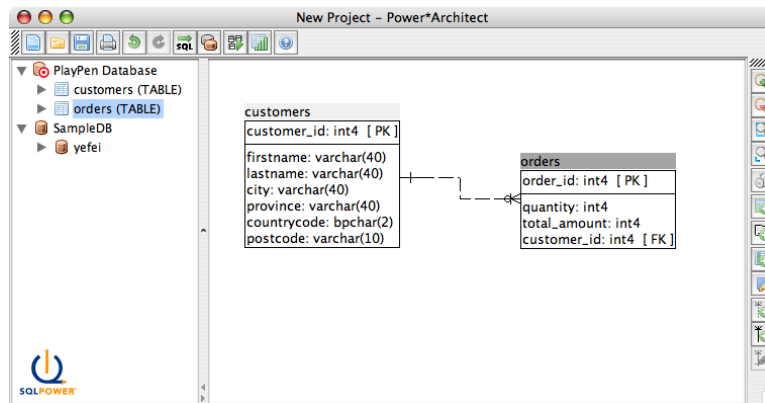 New Project – Power*Architect
SQL
PlayPen Database
customers (TABLE)
orders (TABLE)
SampleDB
yefei
customers
customer_id: int4 [ PK ]
firstname: varchar(40)
lastname: varchar(40)
city: varchar(40)
province: varchar(40)
countrycode: bpchar(2)
postcode: varchar(10)
orders
order_id: int4 [ PK ]
quantity: int4
total_amount: int4
customer_id: int4 [ FK ]
SQLPOWER